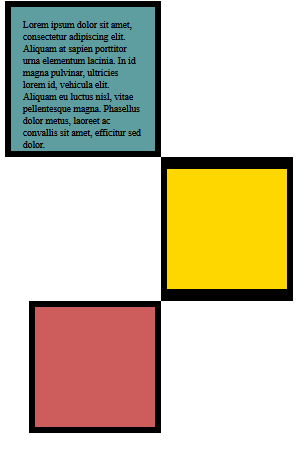 Lorem ipsum dolor sit amet,
consectetur adipiscing elit.
Aliquam at sapien porttitor
urna elementum lacinia. In id
magna pulvinar, ultricies
lorem id, vehicula elit.
Aliquam eu luctus nisl, vitae
pellentesque magna. Phasellus
dolor metus, laoreet ac
convallis sit amet, efficitur sed
dolor.